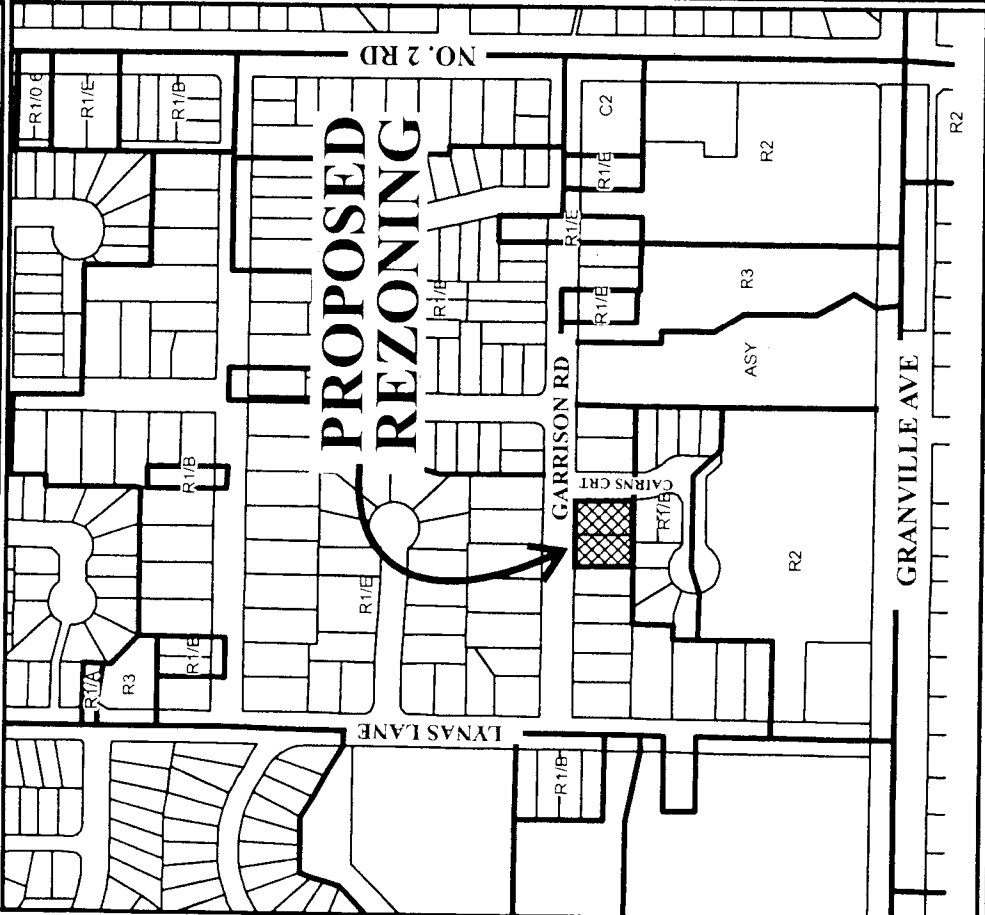 NO. 2 RD
R1/0.6
R1/E
R1/B
C2
R2
R2
R1/E
R1/E
PROPOSED
REZONING
R1/B
R3
R1/E
ASY
GARRISON RD
GRANVILLE AVE
R1/B
CAIRNS CRT
R1/B
R2
R1/E
R1/A
R3
R1/B
LYNAS LANE
R1/B